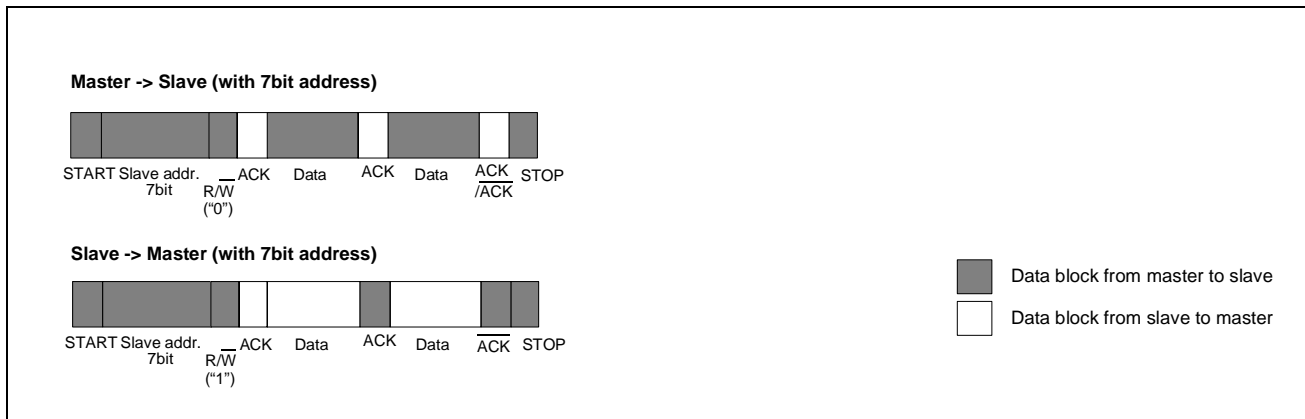 Master -> Slave (with 7bit address)
START Slave addr. 7bit R/W̅ ("0") ACK Data ACK Data ACK /A̅C̅K̅ STOP
Slave -> Master (with 7bit address)
START Slave addr. 7bit R/W̅ ("1") ACK Data ACK Data A̅C̅K̅ STOP
Data block from master to slave
Data block from slave to master